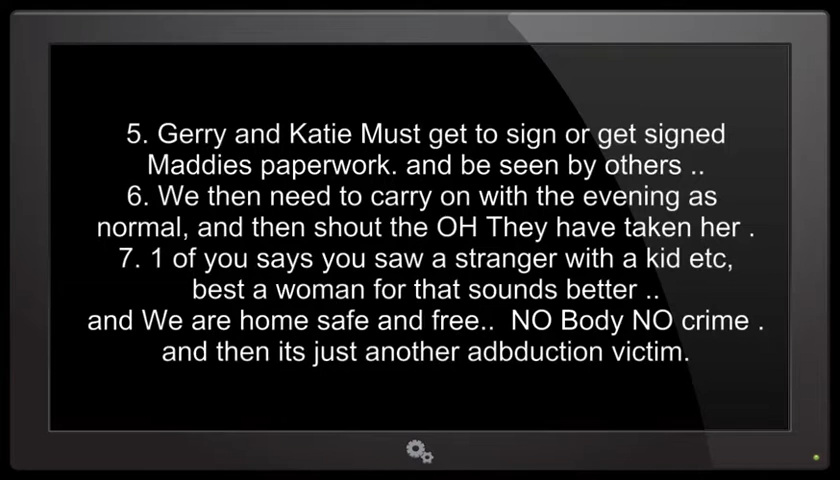 5. Gerry and Katie Must get to sign or get signed
Maddies paperwork. and be seen by others ..
6. We then need to carry on with the evening as
normal, and then shout the OH They have taken her .
7. 1 of you says you saw a stranger with a kid etc,
best a woman for that sounds better ..
and We are home safe and free.. NO Body NO crime .
and then its just another adbduction victim.